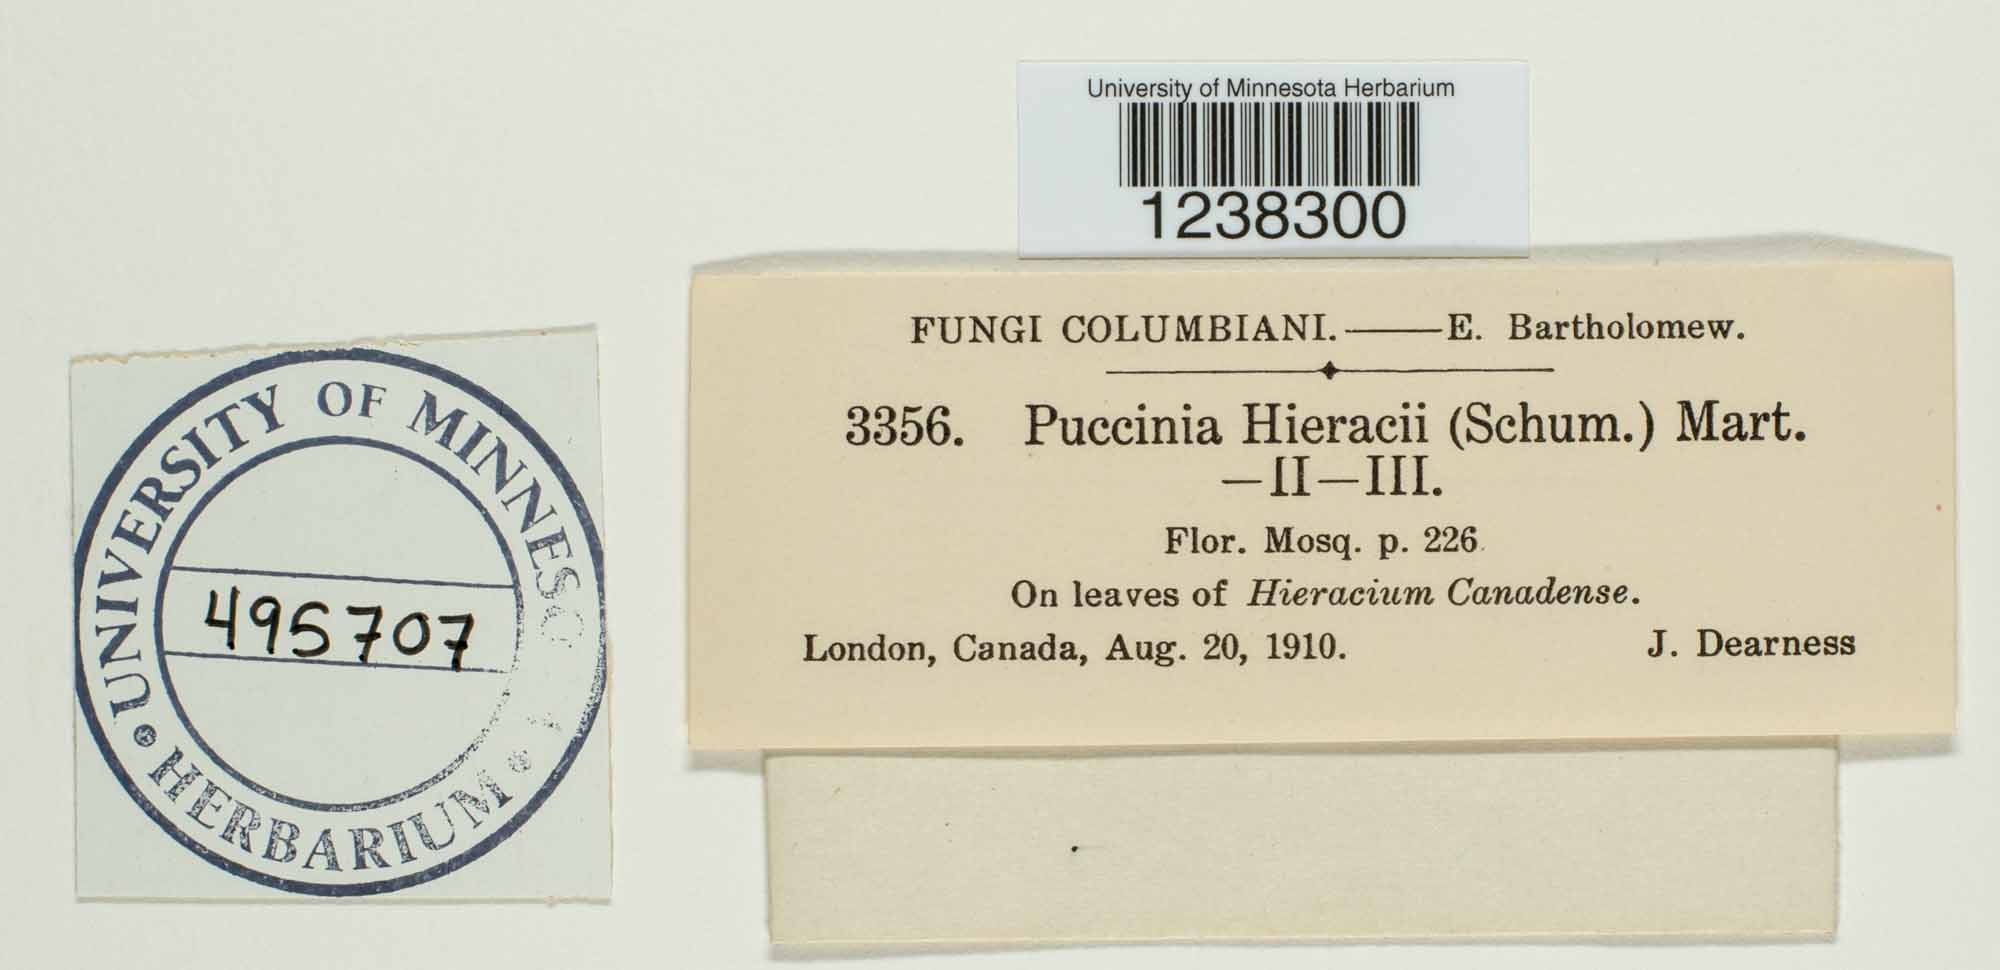 University of Minnesota Herbarium
1238300
FUNGI COLUMBIANI.——E. Bartholomew.
3356. Puccinia Hieracii (Schum.) Mart.
—II—III.
Flor. Mosq. p. 226.
On leaves of Hieracium Canadense.
London, Canada, Aug. 20, 1910. J. Dearness
UNIVERSITY OF MINNESO
495707
HERBARIUM